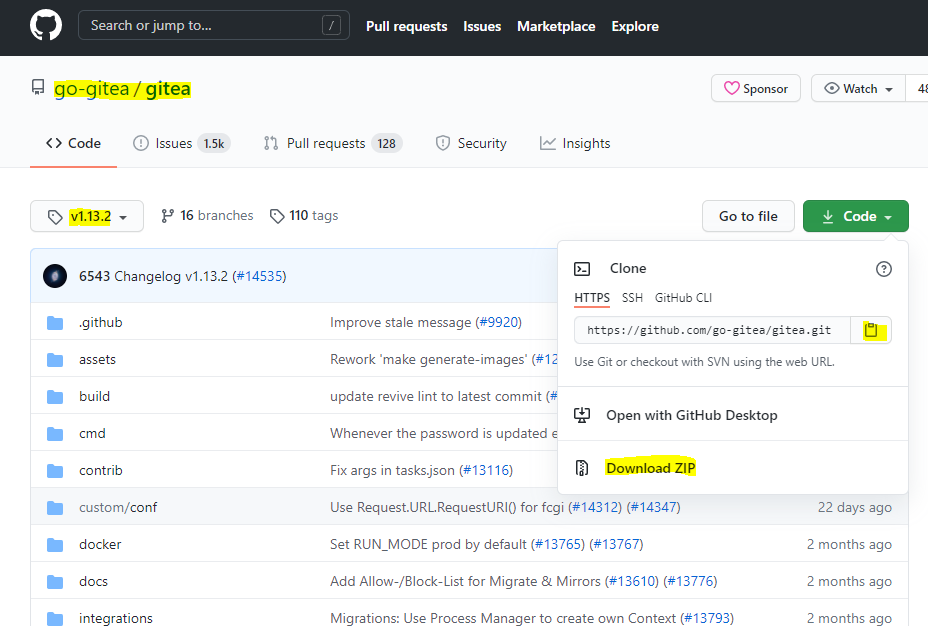 Search or jump to... / Pull requests Issues Marketplace Explore
go-gitea / gitea Sponsor Watch 48
Code Issues 1.5k Pull requests 128 Security Insights
v1.13.2 16 branches 110 tags Go to file Code
6543 Changelog v1.13.2 (#14535)
Clone
HTTPS SSH GitHub CLI
https://github.com/go-gitea/gitea.git
Use Git or checkout with SVN using the web URL.
Open with GitHub Desktop
Download ZIP
.github Improve stale message (#9920)
assets Rework 'make generate-images' (#12
build update revive lint to latest commit (#
cmd Whenever the password is updated e
contrib Fix args in tasks.json (#13116)
custom/conf Use Request.URL.RequestURI() for fcgi (#14312) (#14347) 22 days ago
docker Set RUN_MODE prod by default (#13765) (#13767) 2 months ago
docs Add Allow-/Block-List for Migrate & Mirrors (#13610) (#13776) 2 months ago
integrations Migrations: Use Process Manager to create own Context (#13793) 2 months ago